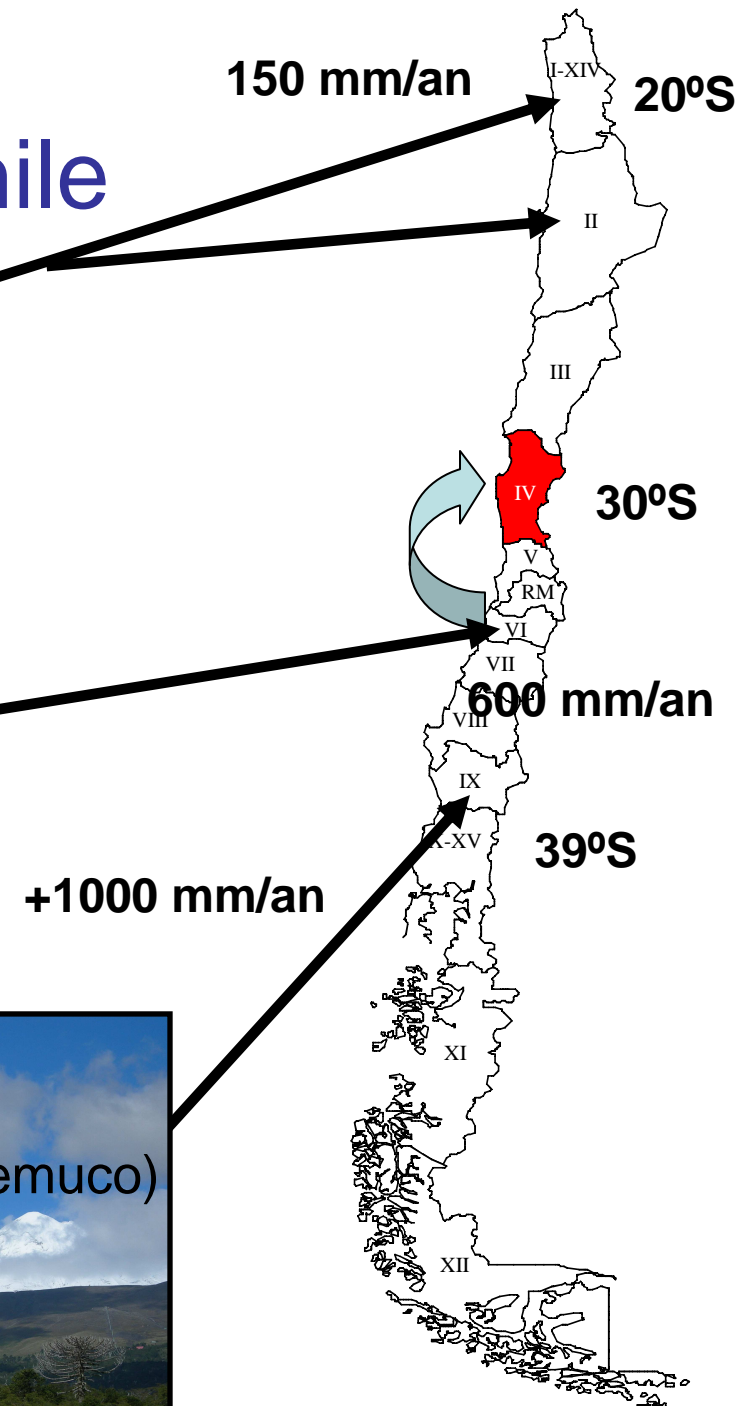 150 mm/an
I-XIV
20ºS
nile
II
III
IV
30ºS
V
RM
VI
VII
600 mm/an
VIII
IX
X-XV
39ºS
+1000 mm/an
XI
emuco)
XII